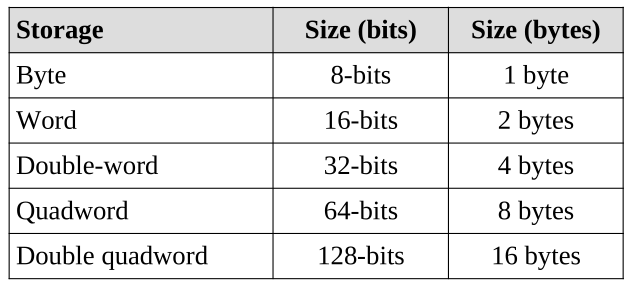 Storage Size (bits) Size (bytes)
Byte 8-bits 1 byte
Word 16-bits 2 bytes
Double-word 32-bits 4 bytes
Quadword 64-bits 8 bytes
Double quadword 128-bits 16 bytes